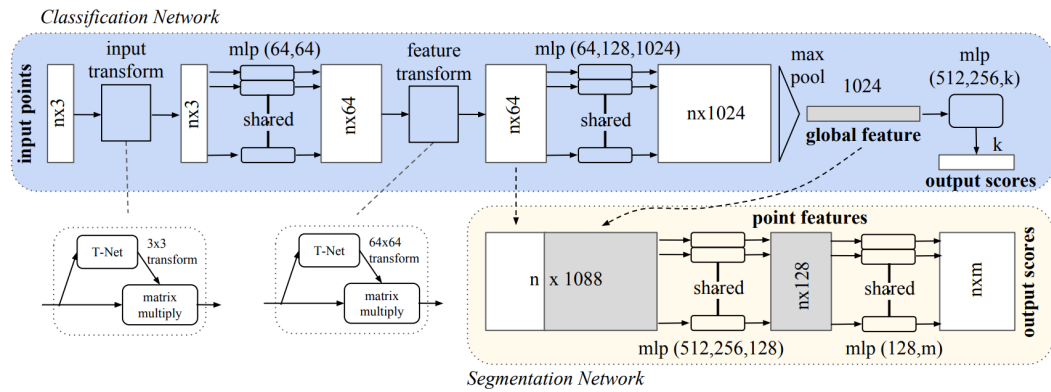 Classification Network
input points
nx3
input
transform
nx3
mlp (64,64)
shared
nx64
feature
transform
nx64
mlp (64,128,1024)
shared
nx1024
max
pool
1024
global feature
mlp
(512,256,k)
k
output scores
T-Net
3x3
transform
matrix
multiply
T-Net
64x64
transform
matrix
multiply
point features
n x 1088
shared
mlp (512,256,128)
nx128
shared
mlp (128,m)
nxm
output scores
Segmentation Network